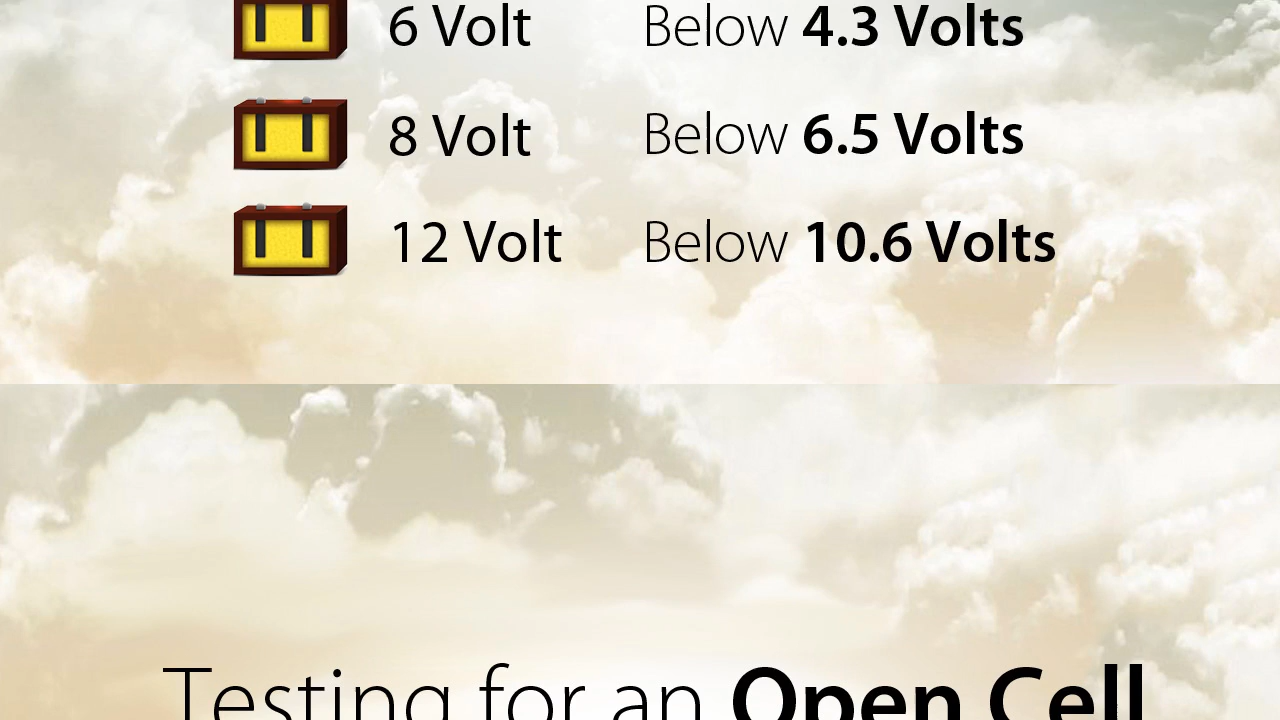 6 Volt Below 4.3 Volts
8 Volt Below 6.5 Volts
12 Volt Below 10.6 Volts
Testing for an Open Cell